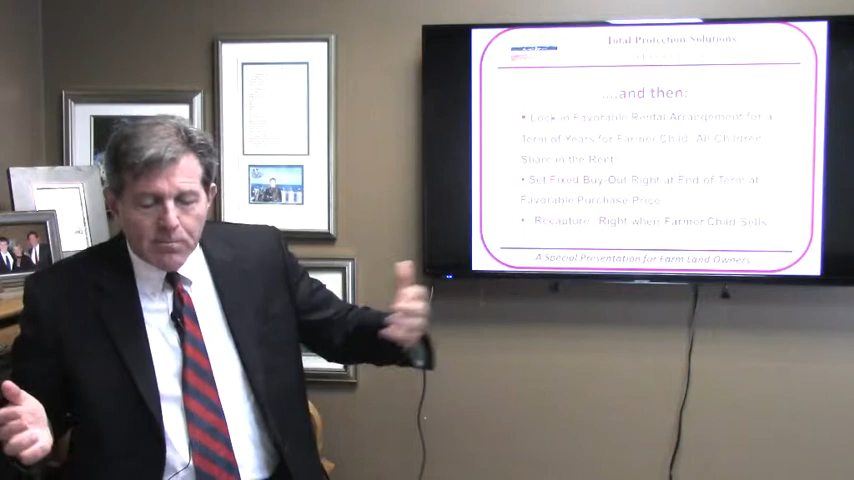 Total Protection Solutions
....and then:
• Lock in Favorable Rental Arrangement for a
Term of Years for Farmer Child. All Children
Share in the Rent.
• Set Fixed Buy-Out Right at End of Term at
Favorable Purchase Price
• Recapture Right when Farmer Child Sells
A Special Presentation for Farm Land Owners